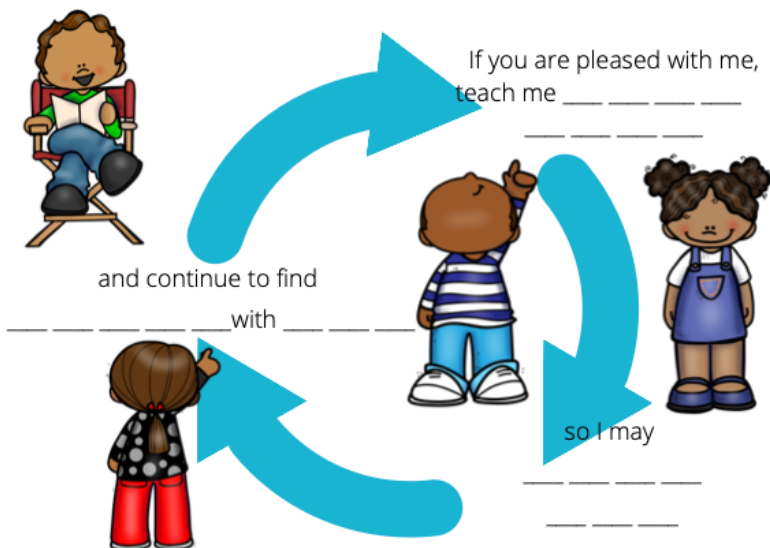 If you are pleased with me,
teach me ___ ___ ___ ___
___ ___ ___ ___
so I may
___ ___ ___ ___
___ ___ ___
and continue to find
___ ___ ___ ___ ___with ___ ___ ___